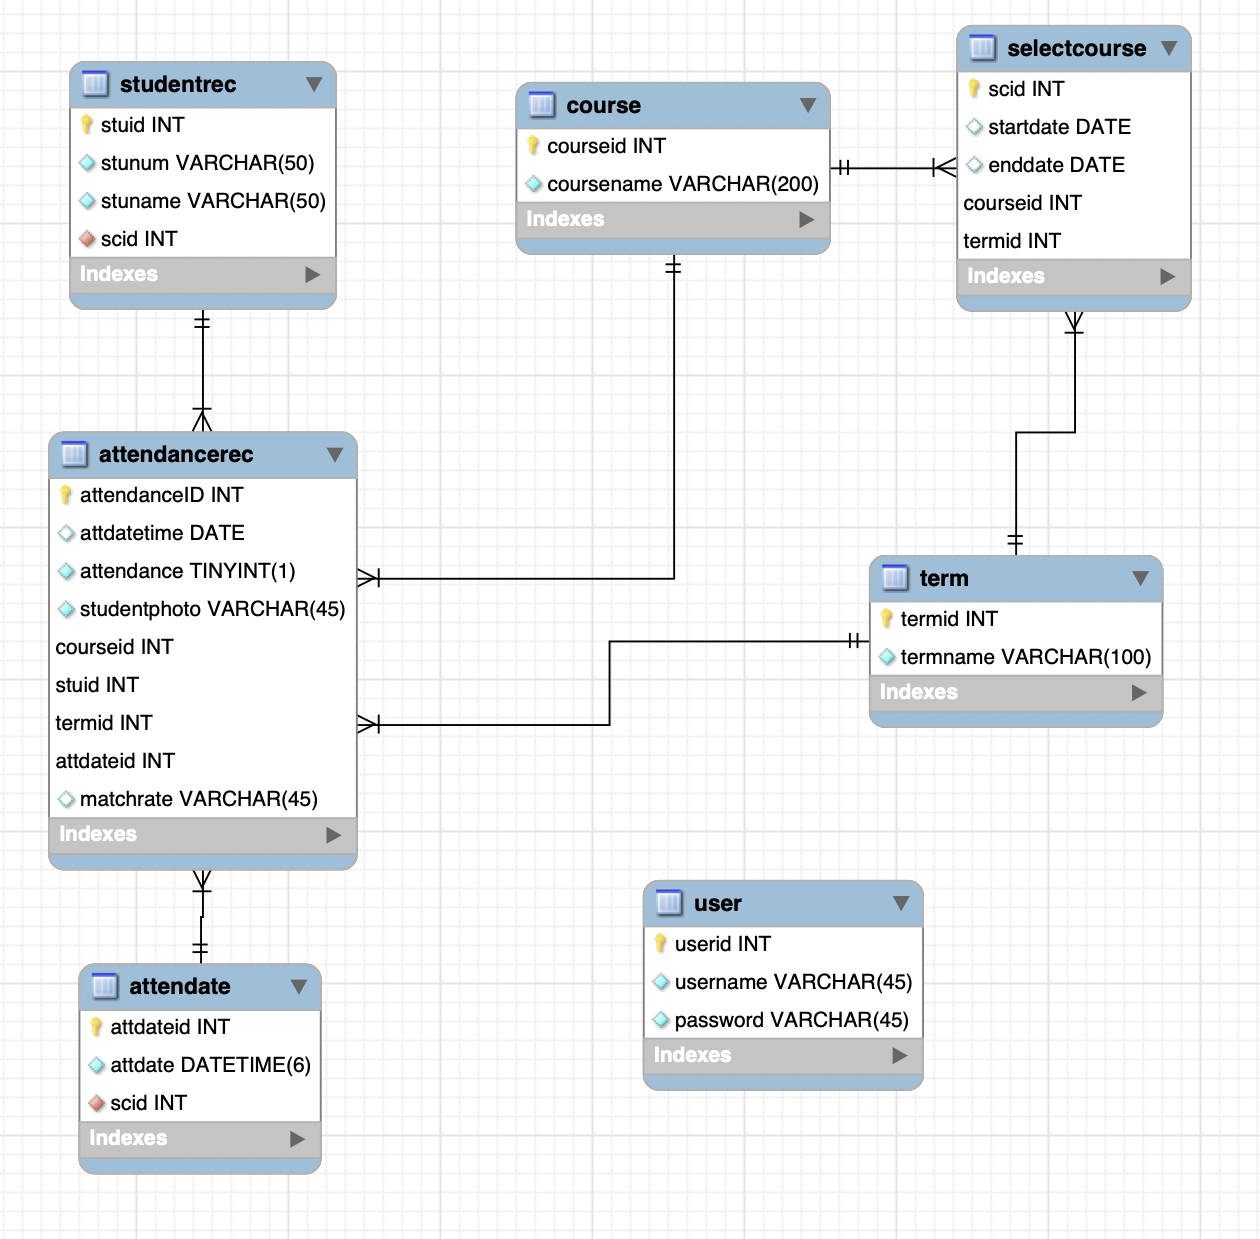 studentrec
stuid INT
stunum VARCHAR(50)
stuname VARCHAR(50)
scid INT
Indexes
course
courseid INT
coursename VARCHAR(200)
Indexes
selectcourse
scid INT
startdate DATE
enddate DATE
courseid INT
termid INT
Indexes
attendancerec
attendanceID INT
attdatetime DATE
attendance TINYINT(1)
studentphoto VARCHAR(45)
courseid INT
stuid INT
termid INT
attdateid INT
matchrate VARCHAR(45)
Indexes
term
termid INT
termname VARCHAR(100)
Indexes
user
userid INT
username VARCHAR(45)
password VARCHAR(45)
Indexes
attendate
attdateid INT
attdate DATETIME(6)
scid INT
Indexes